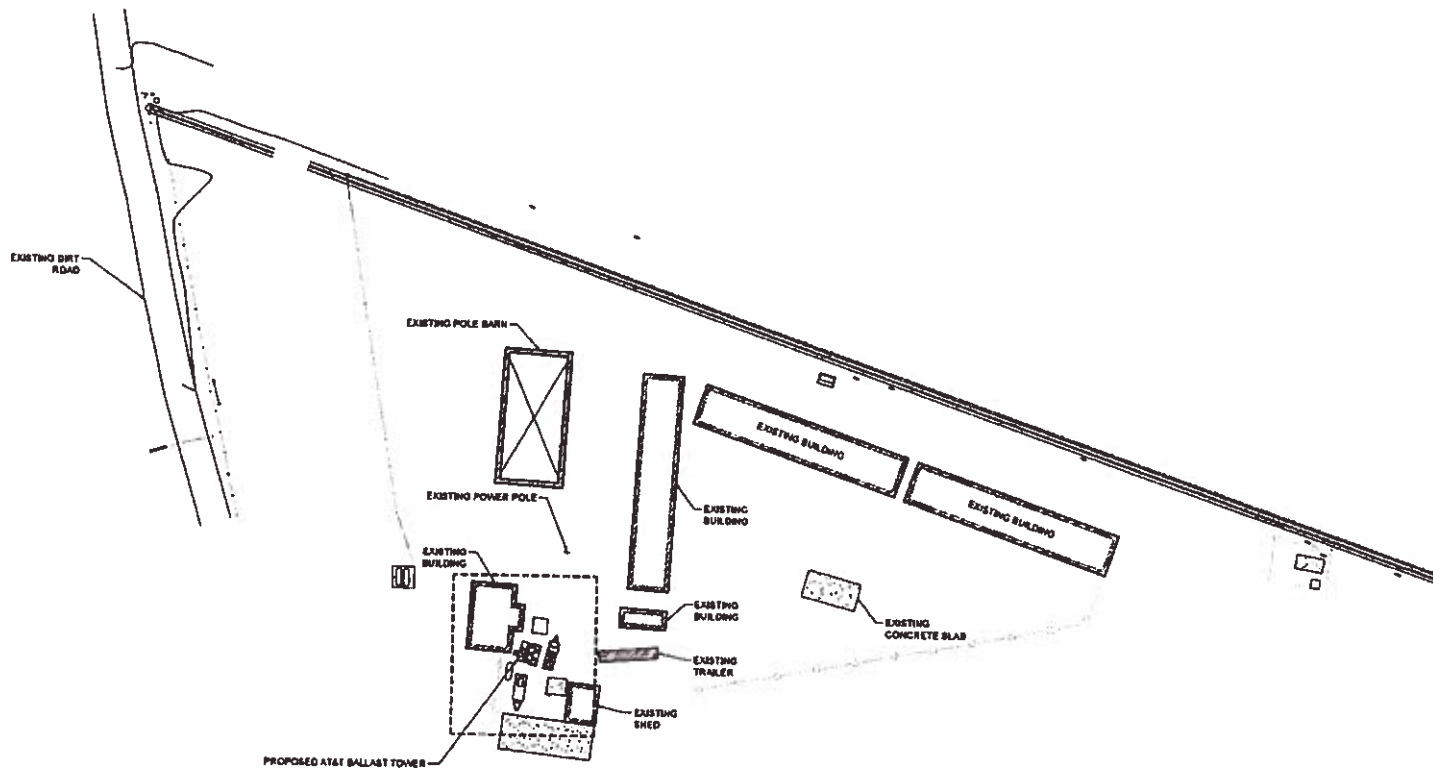 EXISTING DIRT
ROAD
EXISTING POLE BARN
EXISTING BUILDING
EXISTING BUILDING
EXISTING POWER POLE
EXISTING
BUILDING
EXISTING
BUILDING
EXISTING
BUILDING
EXISTING
CONCRETE SLAB
EXISTING
TRAILER
EXISTING
SHED
PROPOSED AT&T BALLAST TOWER